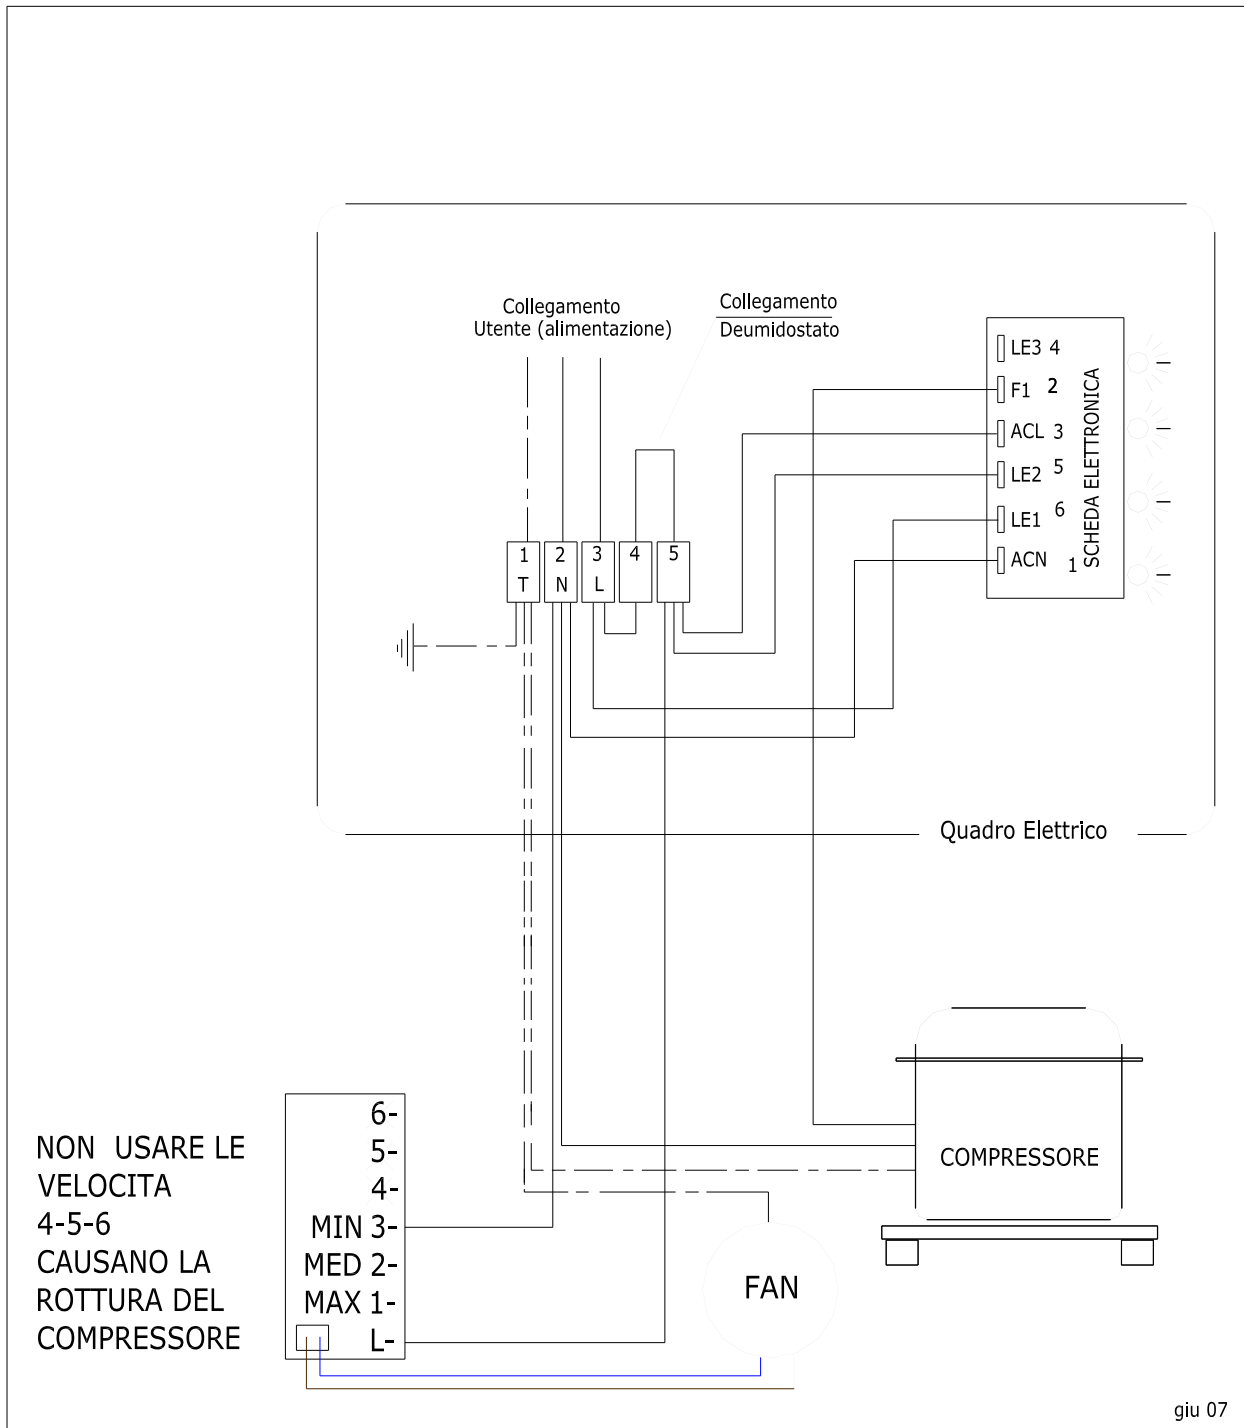 Collegamento
Utente (alimentazione)
Collegamento
Deumidostato
LE3 4
F1 2
ACL 3
LE2 5
LE1 6
ACN 1
SCHEDA ELETTRONICA
1
T
2
N
3
L
4
5
Quadro Elettrico
NON USARE LE
VELOCITA
4-5-6
CAUSANO LA
ROTTURA DEL
COMPRESSORE
6-
5-
4-
MIN 3-
MED 2-
MAX 1-
L-
FAN
COMPRESSORE
giu 07